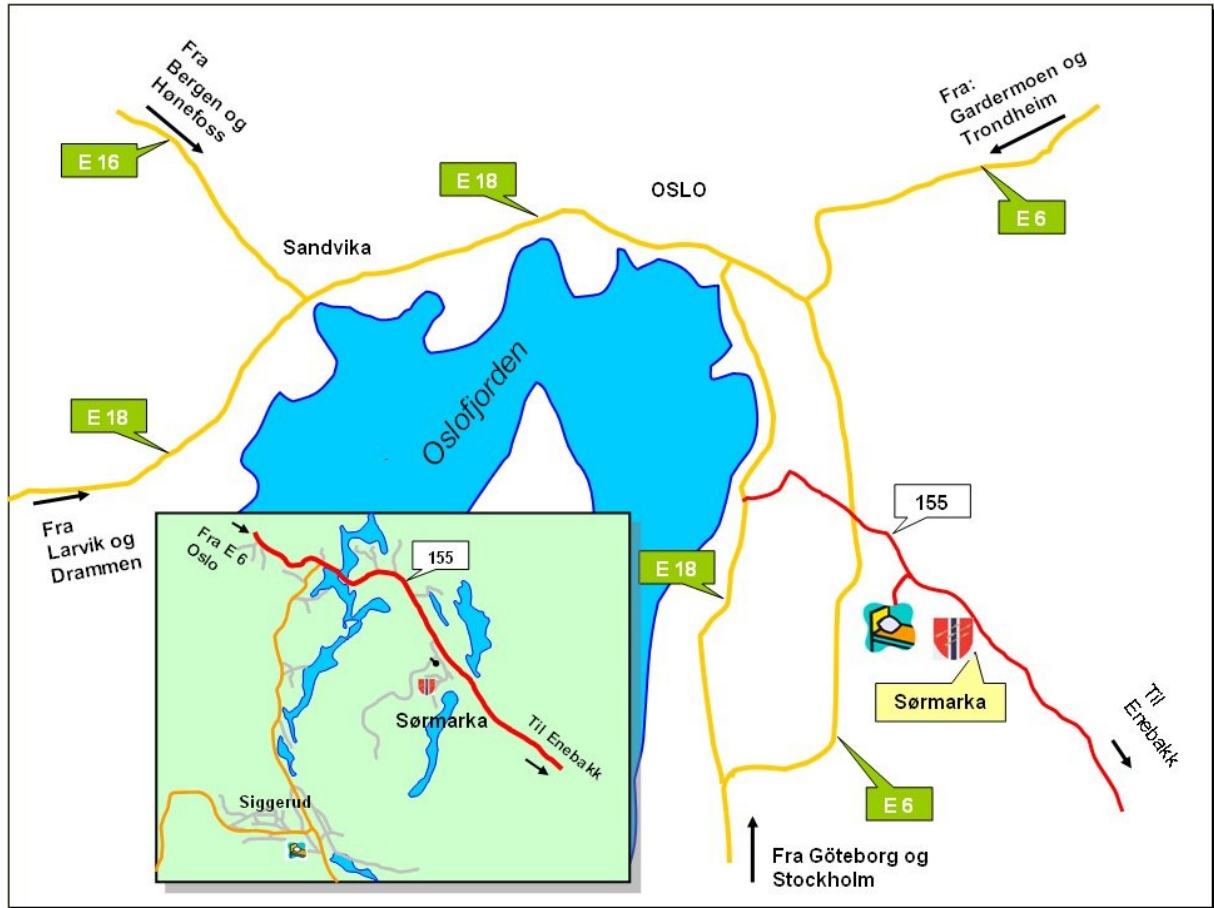 Fra
Bergen og
Hønefoss
Fra:
Gardermoen og
Trondheim
E 16
E 18
OSLO
E 6
Sandvika
Oslofjorden
E 18
Fra
Larvik og
Drammen
155
E 18
Sørmarka
Til
Enebakk
E 6
Fra Göteborg og
Stockholm
Fra E 6
Oslo
155
Sørmarka
Til Enebakk
Siggerud